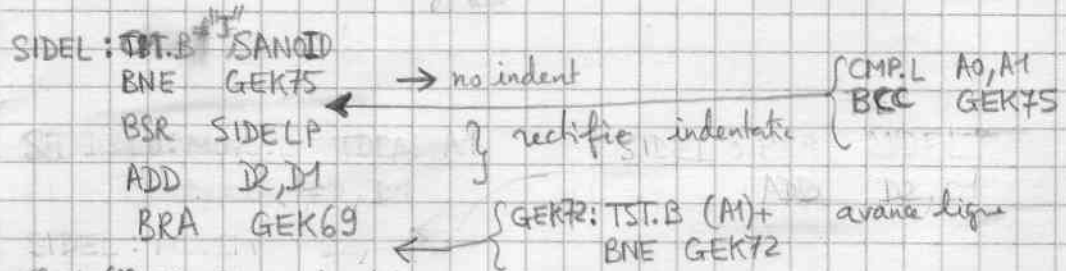 "J"
SIDEL: TST.B SANOID
BNE GEK75 → no indent
CMP.L A0,A1
BCC GEK75
BSR SIDELP } rectifie indentatio
ADD D2,D1
BRA GEK69
GEK72: TST.B (A1)+ avance ligne
BNE GEK72